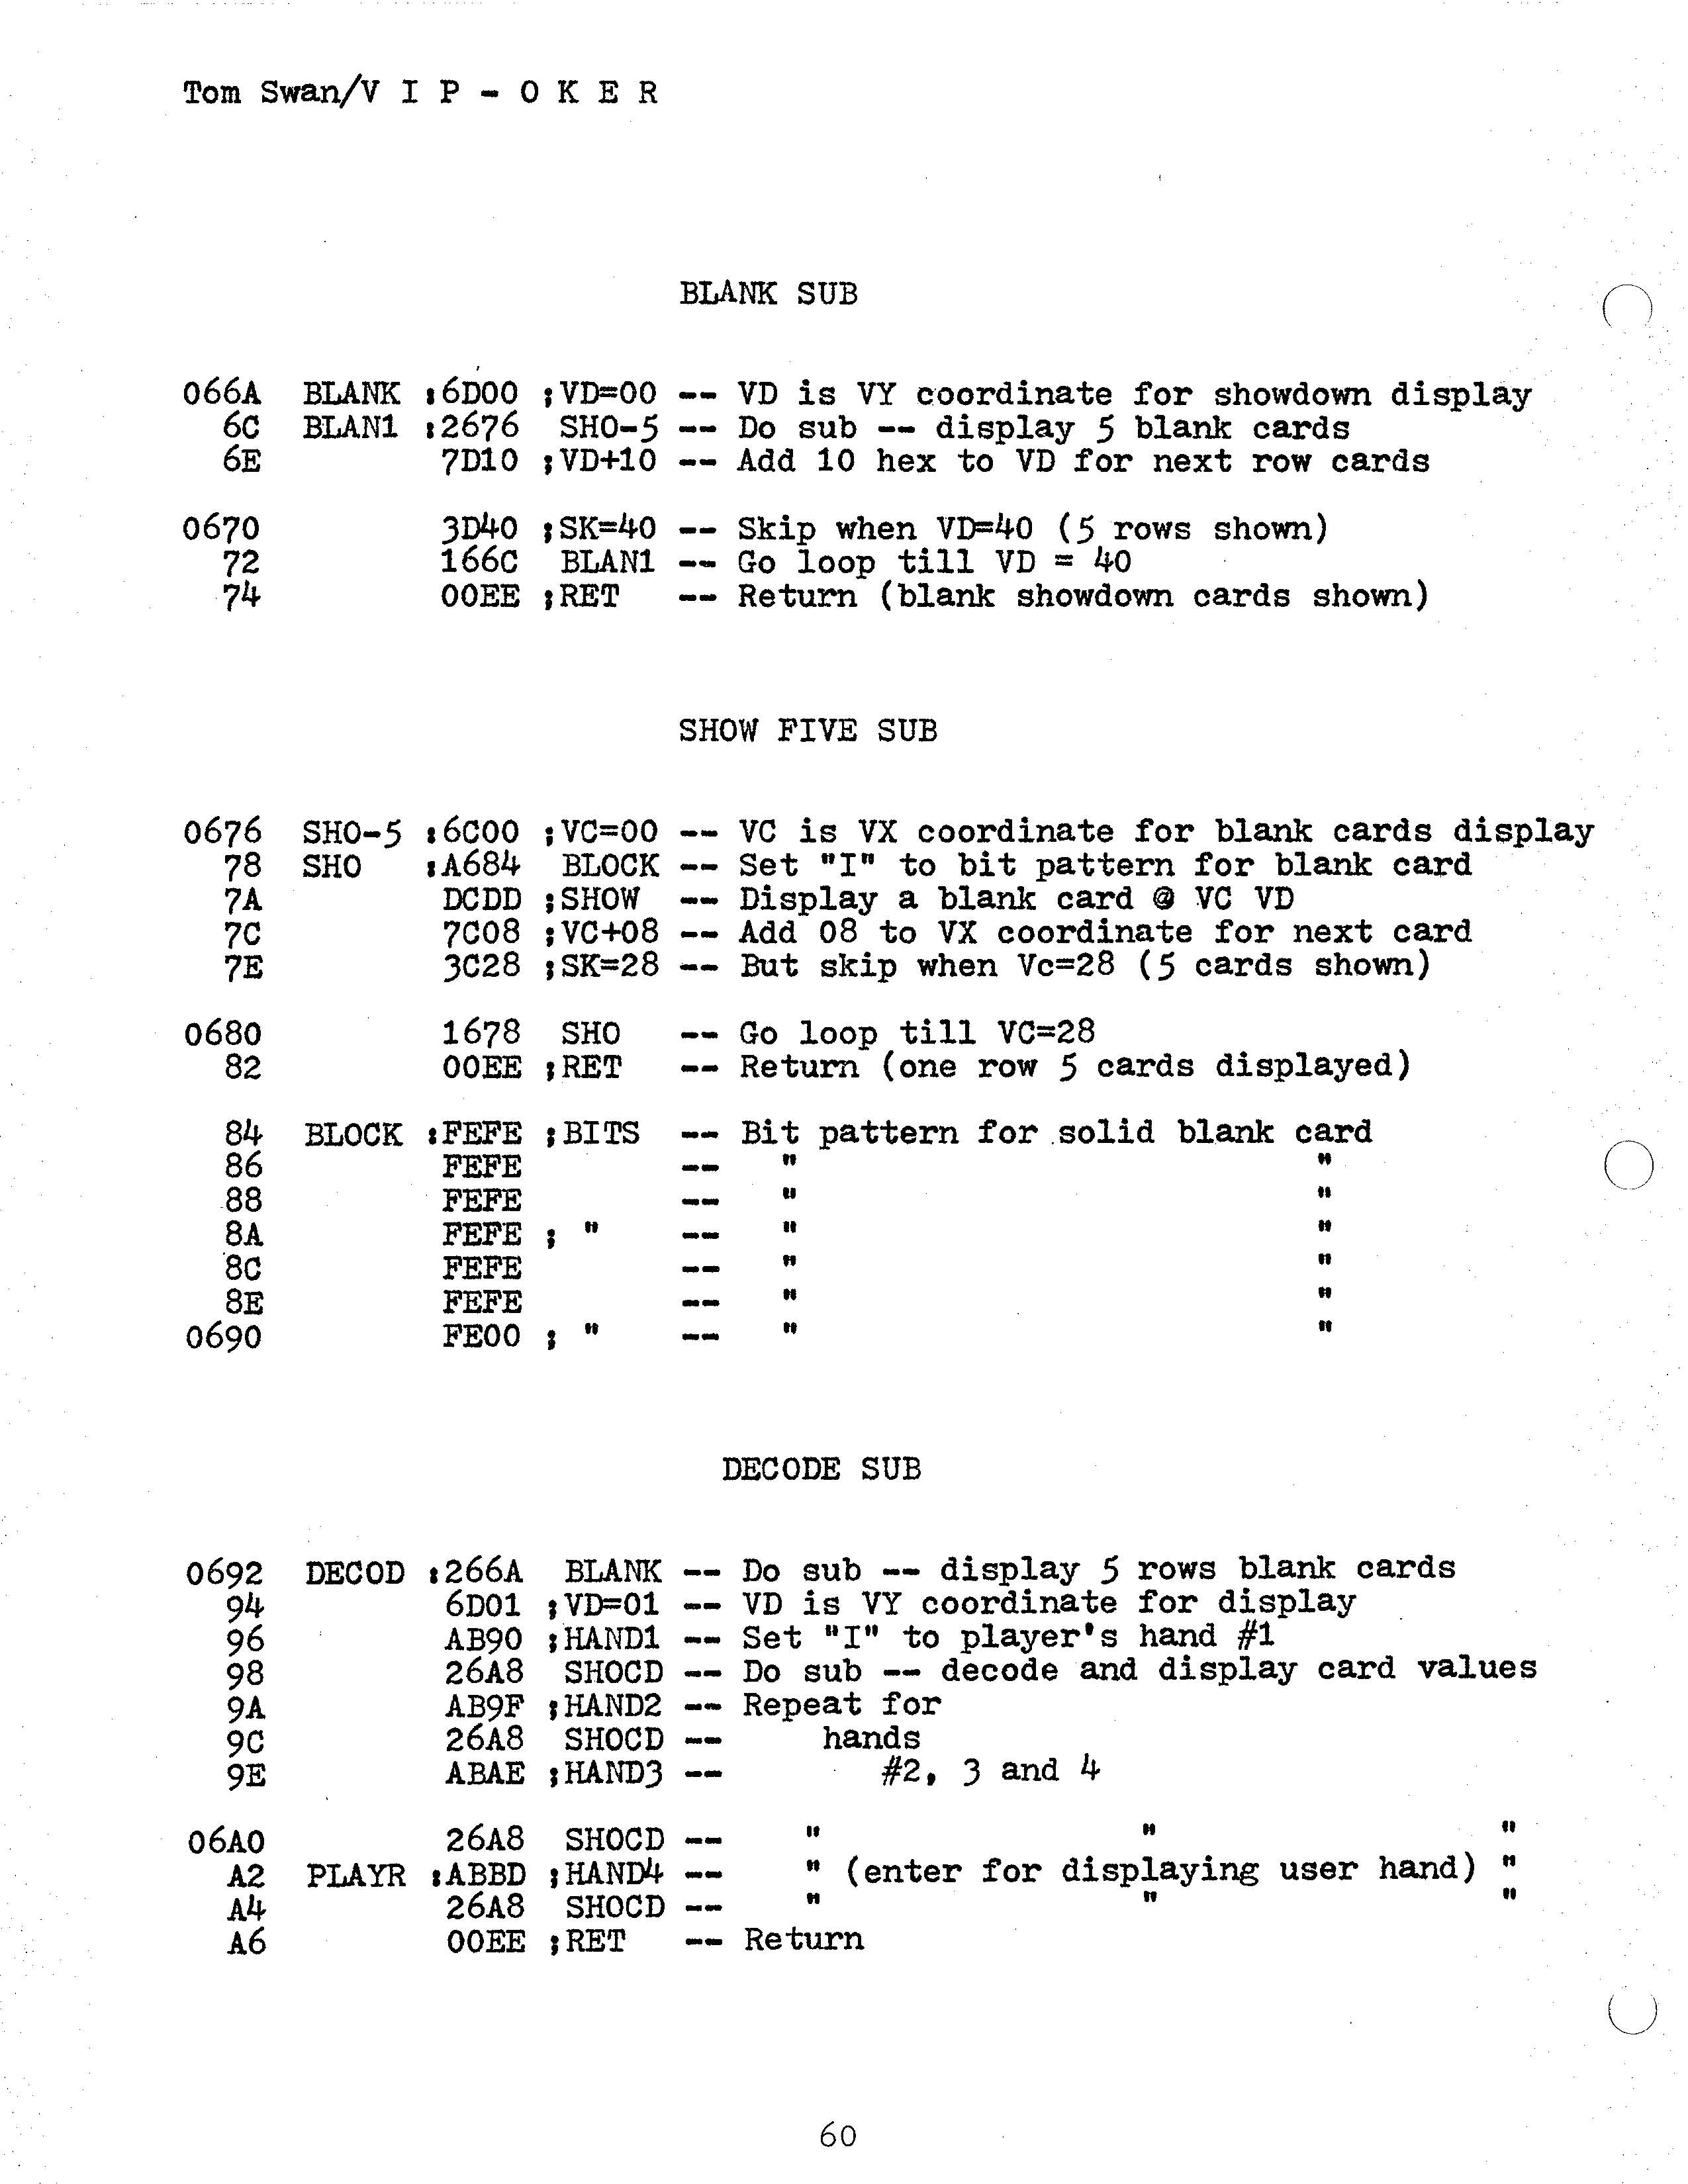 Tom Swan/V I P - O K E R
BLANK SUB
066A BLANK :6D00 ;VD=00 -- VD is VY coordinate for showdown display
6C BLAN1 :2676 SHO-5 -- Do sub -- display 5 blank cards
6E 7D10 ;VD+10 -- Add 10 hex to VD for next row cards
0670 3D40 ;SK=40 -- Skip when VD=40 (5 rows shown)
72 166C BLAN1 -- Go loop till VD = 40
74 00EE ;RET -- Return (blank showdown cards shown)
SHOW FIVE SUB
0676 SHO-5 :6C00 ;VC=00 -- VC is VX coordinate for blank cards display
78 SHO :A684 BLOCK -- Set "I" to bit pattern for blank card
7A DCDD ;SHOW -- Display a blank card @ VC VD
7C 7C08 ;VC+08 -- Add 08 to VX coordinate for next card
7E 3C28 ;SK=28 -- But skip when Vc=28 (5 cards shown)
0680 1678 SHO -- Go loop till VC=28
82 00EE ;RET -- Return (one row 5 cards displayed)
84 BLOCK :FEFE ;BITS -- Bit pattern for solid blank card
86 FEFE -- " "
88 FEFE -- " "
8A FEFE ; " -- " "
8C FEFE -- " "
8E FEFE -- " "
0690 FE00 ; " -- " "
DECODE SUB
0692 DECOD :266A BLANK -- Do sub -- display 5 rows blank cards
94 6D01 ;VD=01 -- VD is VY coordinate for display
96 AB90 ;HAND1 -- Set "I" to player's hand #1
98 26A8 SHOCD -- Do sub -- decode and display card values
9A AB9F ;HAND2 -- Repeat for
9C 26A8 SHOCD -- hands
9E ABAE ;HAND3 -- #2, 3 and 4
06A0 26A8 SHOCD -- " " "
A2 PLAYR :ABBD ;HAND4 -- " (enter for displaying user hand) "
A4 26A8 SHOCD -- " " "
A6 00EE ;RET -- Return
60